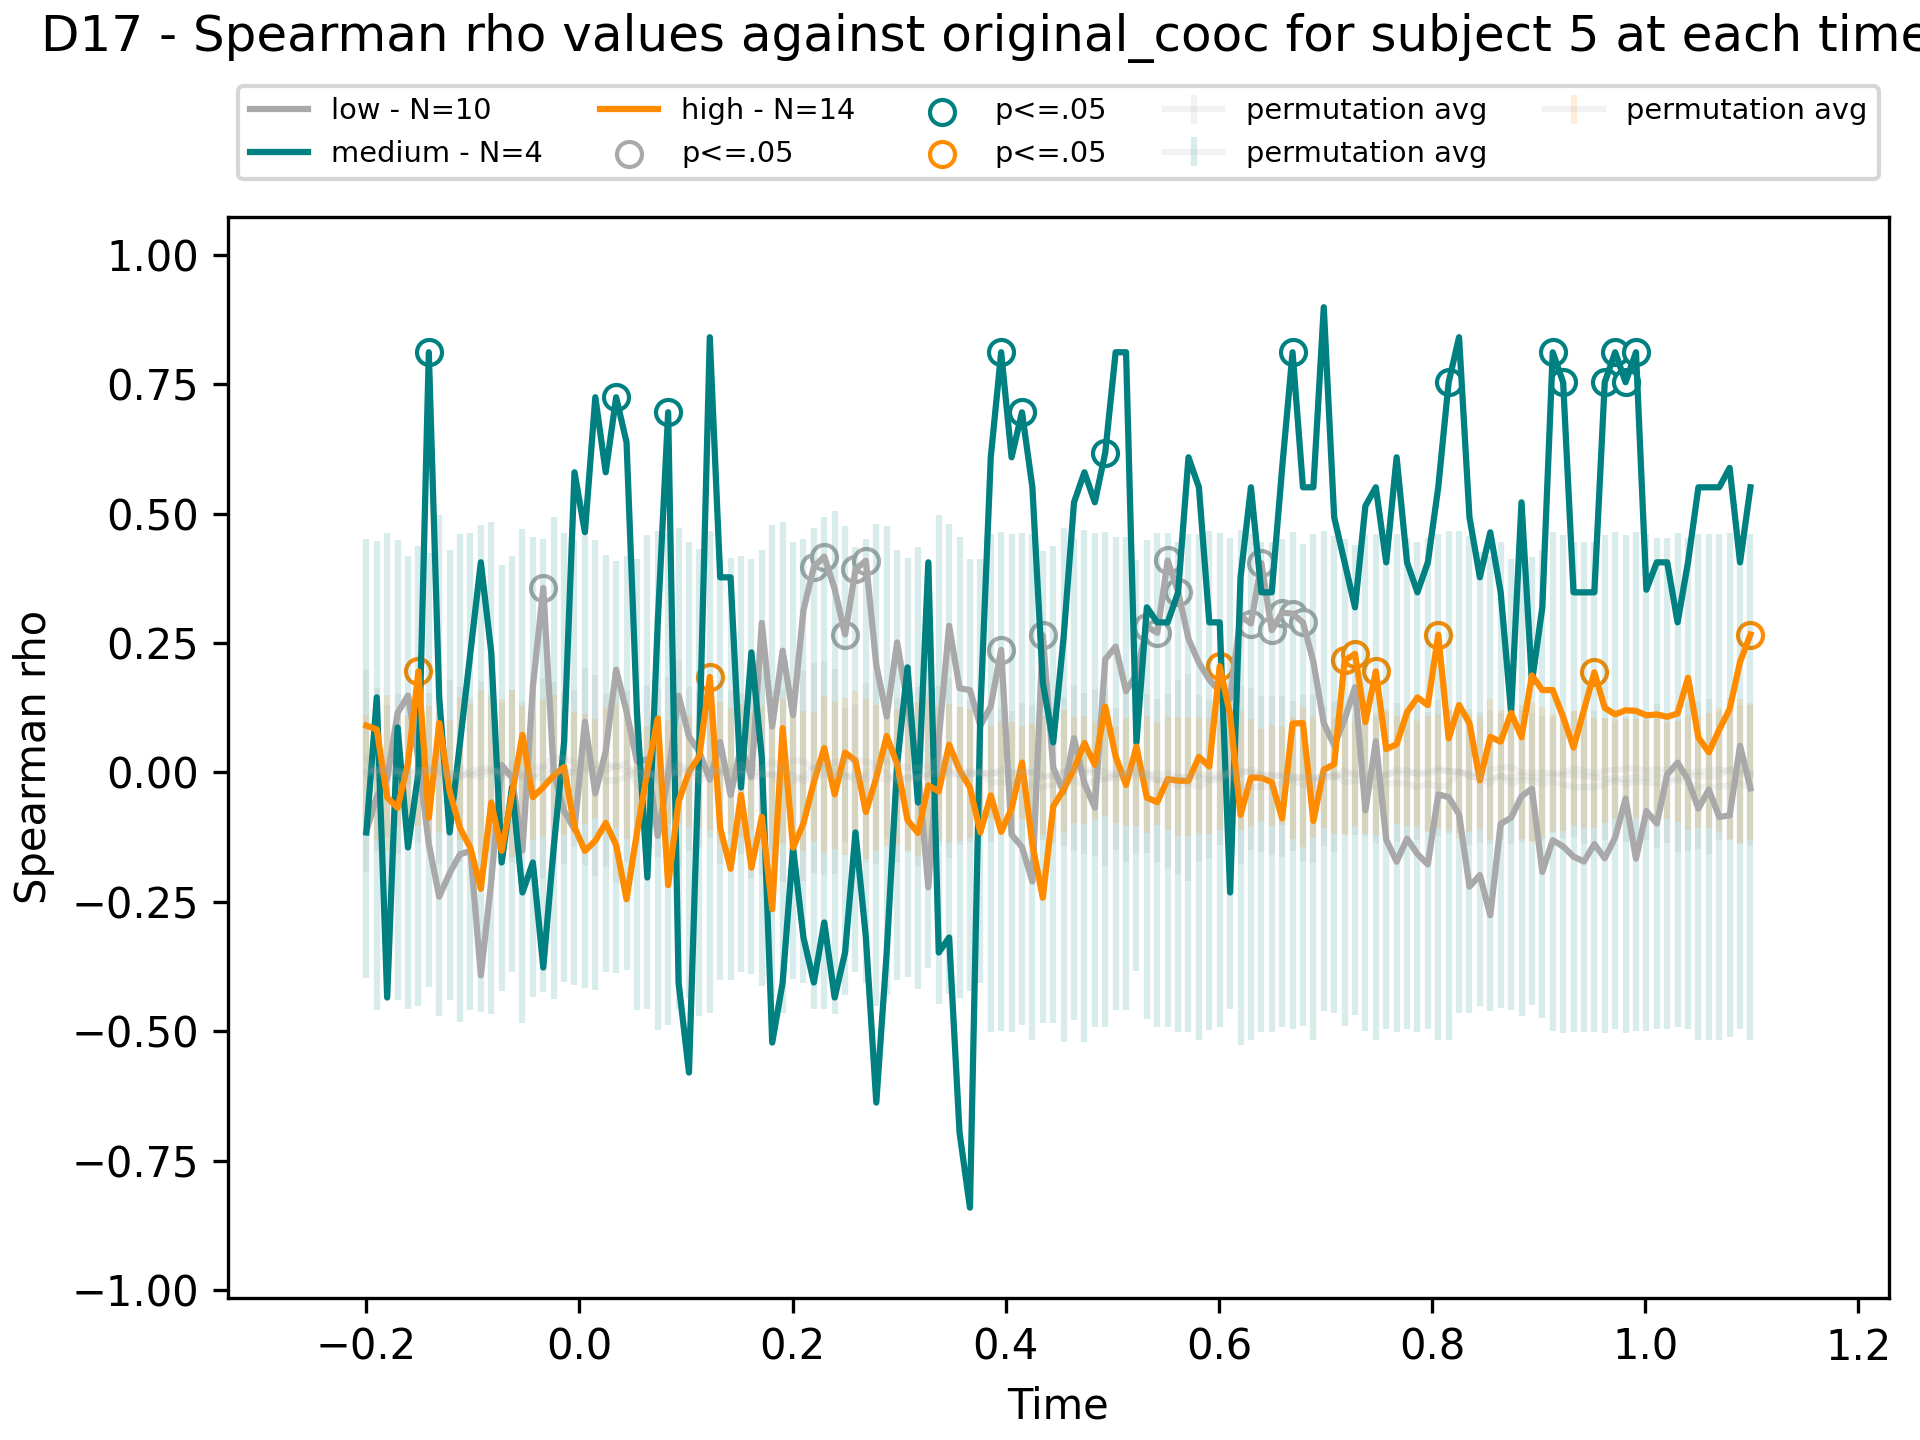 D17 - Spearman rho values against original_cooc for subject 5 at each time
low - N=10
medium - N=4
high - N=14
p<=.05
p<=.05
p<=.05
permutation avg
permutation avg
permutation avg
Spearman rho
1.00
0.75
0.50
0.25
0.00
−0.25
−0.50
−0.75
−1.00
−0.2 0.0 0.2 0.4 0.6 0.8 1.0 1.2
Time